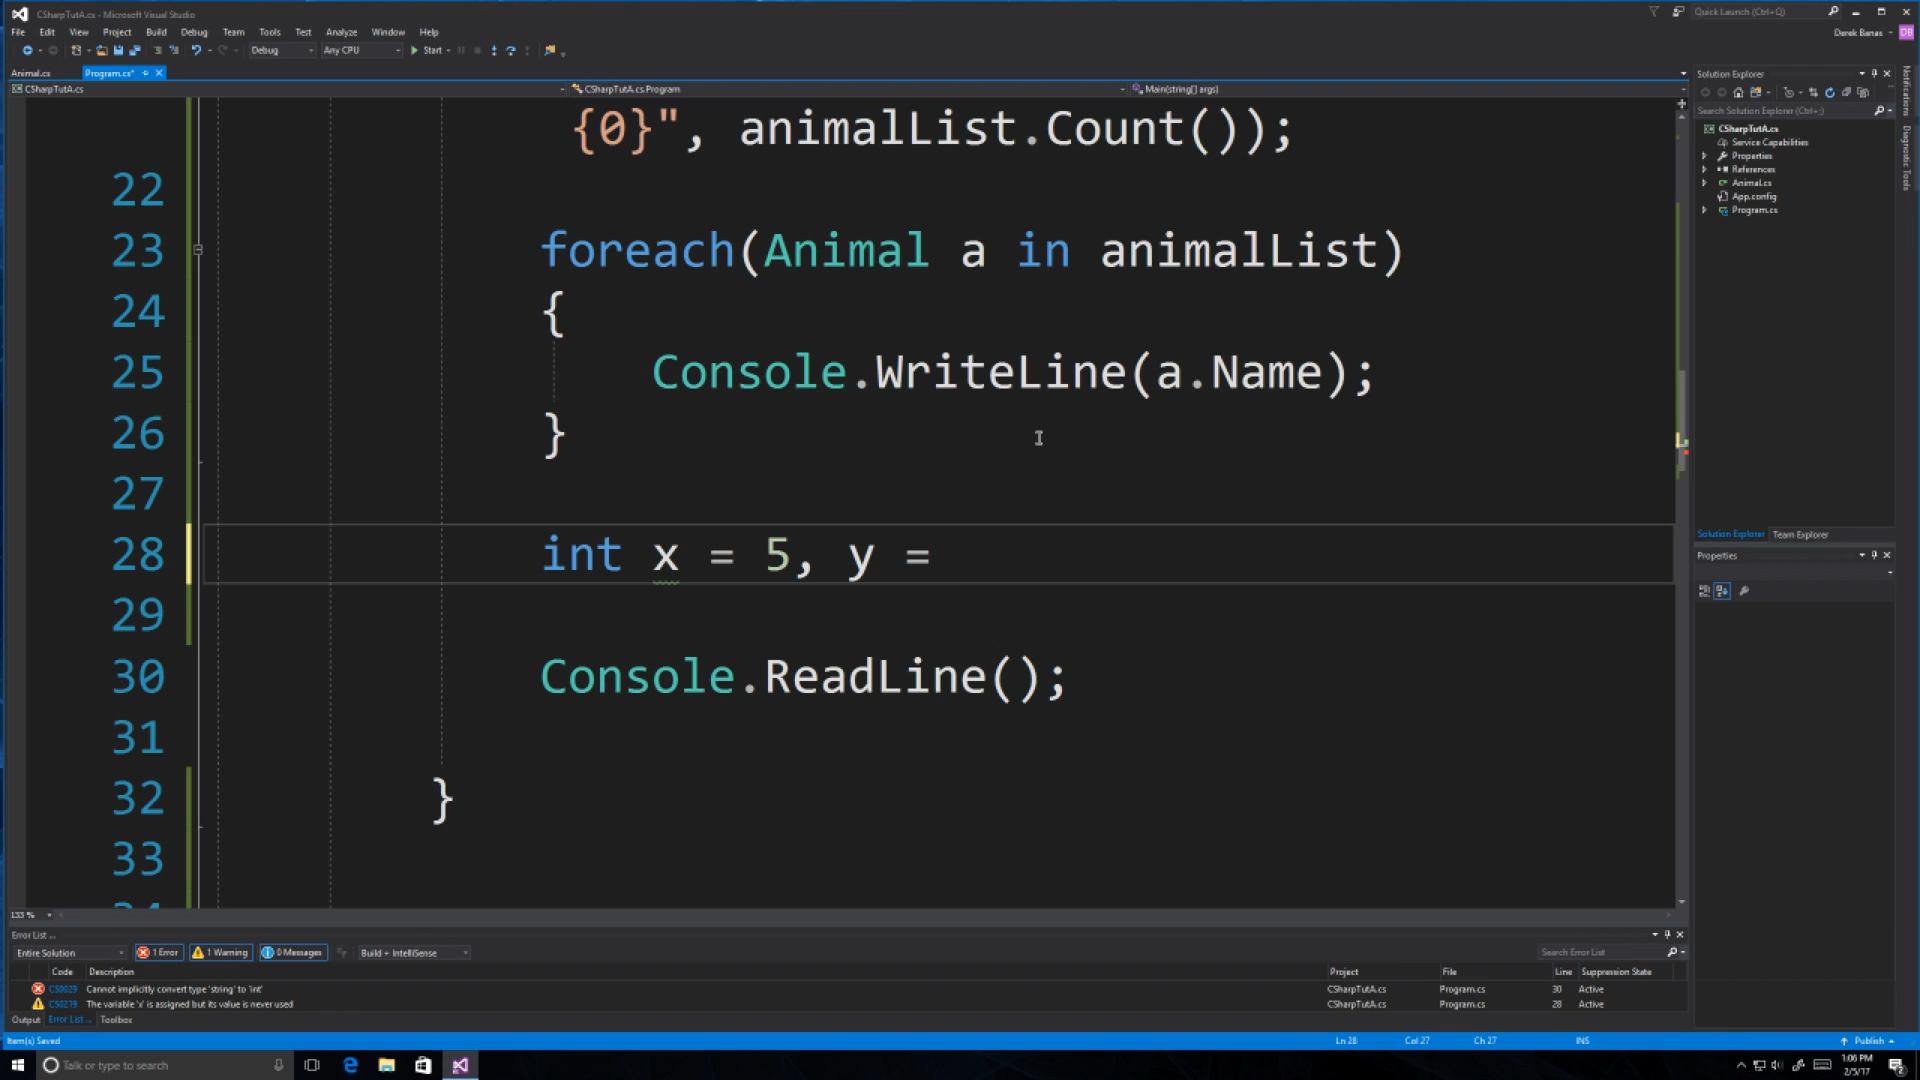 CSharpTutA.cs - Microsoft Visual Studio
Quick Launch (Ctrl+Q)
File Edit View Project Build Debug Team Tools Test Analyze Window Help
Derek Banas DB
Debug Any CPU Start
Animal.cs Program.cs*
CSharpTutA.cs CSharpTutA.cs.Program Main(string[] args)
{0}", animalList.Count());
22
23 foreach(Animal a in animalList)
24 {
25 Console.WriteLine(a.Name);
26 }
27
28 int x = 5, y =
29
30 Console.ReadLine();
31
32 }
33
133 %
Solution Explorer
Search Solution Explorer (Ctrl+;)
CSharpTutA.cs
Service Capabilities
Properties
References
Animal.cs
App.config
Program.cs
Solution Explorer Team Explorer
Properties
Notifications
Diagnostic Tools
Error List ...
Entire Solution 1 Error 1 Warning 0 Messages Build + IntelliSense
Search Error List
Code Description Project File Line Suppression State
CS0029 Cannot implicitly convert type 'string' to 'int' CSharpTutA.cs Program.cs 30 Active
CS0219 The variable 'x' is assigned but its value is never used CSharpTutA.cs Program.cs 28 Active
Output Error List ... Toolbox
Item(s) Saved Ln 28 Col 27 Ch 27 INS Publish
Talk or type to search
1:06 PM
2/5/17